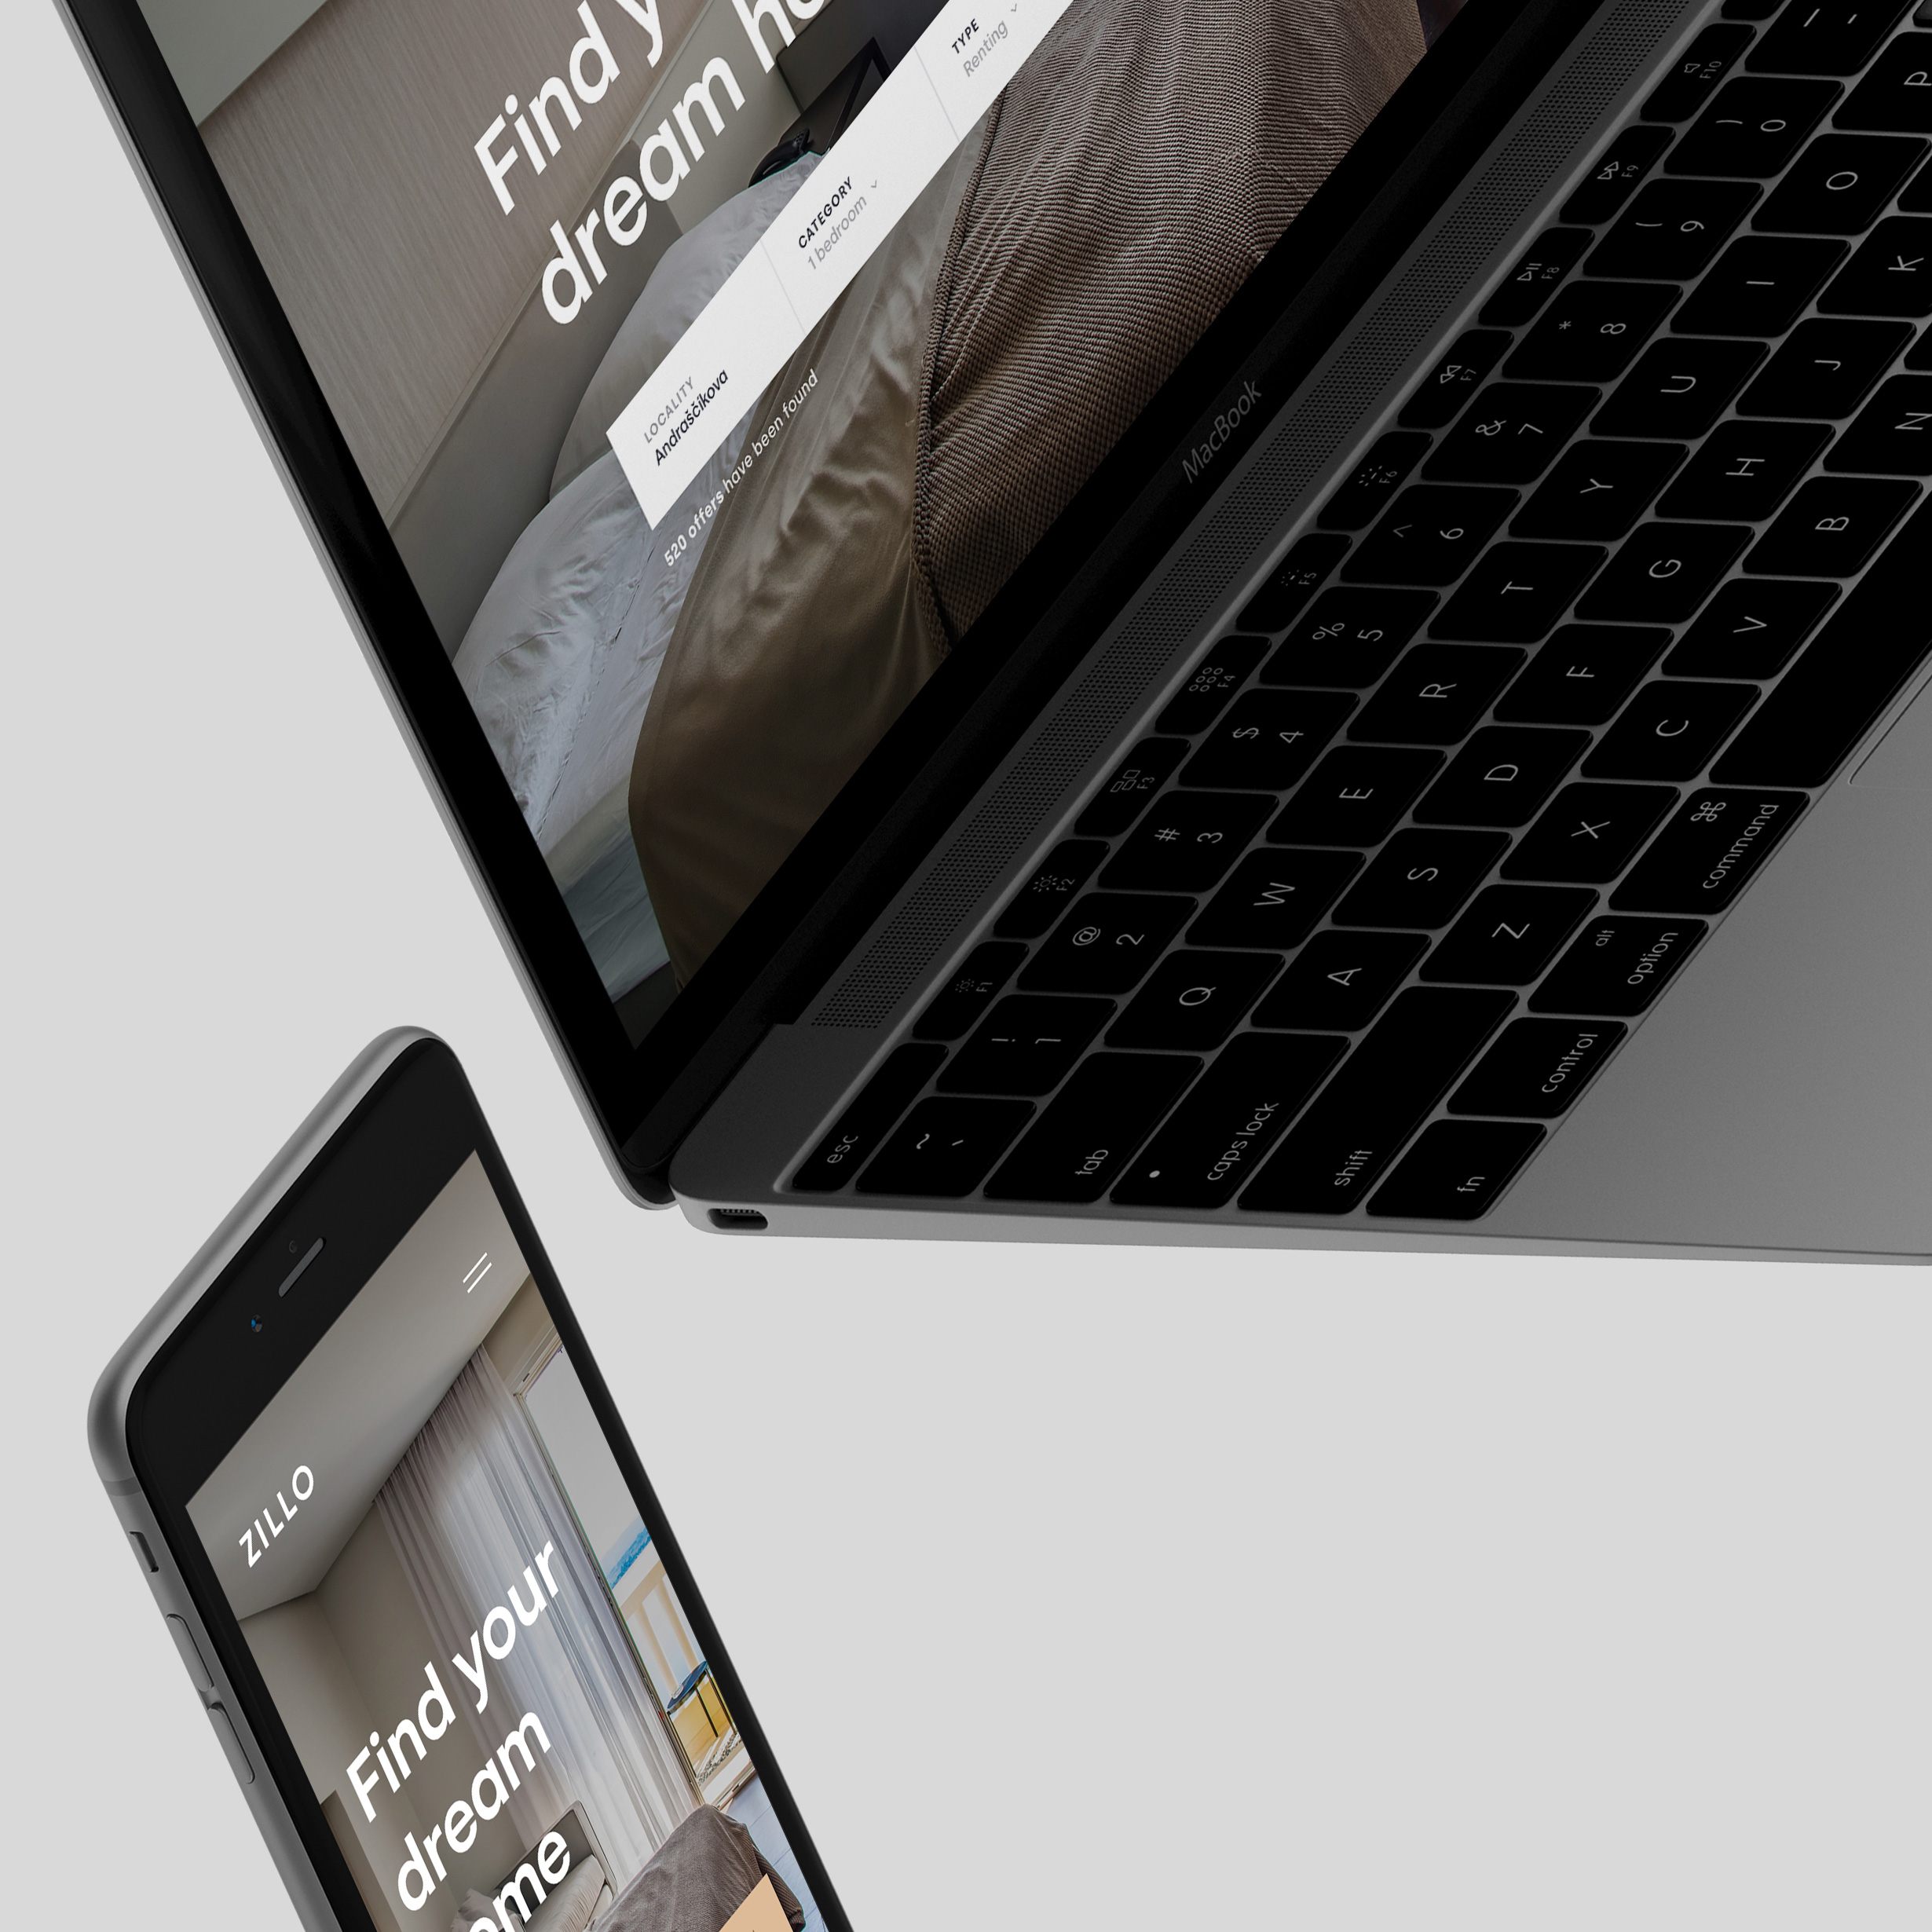 Find y
dream ho
LOCALITY
Andraščíkova
CATEGORY
1 bedroom
TYPE
Renting
520 offers have been found
MacBook
esc
F1
F2
F3
F4
F5
F6
F7
F8
F9
F10
~ `
! 1
@ 2
# 3
$ 4
% 5
^ 6
& 7
* 8
( 9
) 0
tab
Q
W
E
R
T
Y
U
I
O
P
caps lock
A
S
D
F
G
H
J
K
shift
Z
X
C
V
B
N
fn
control
alt
option
⌘
command
ZILLO
Find your
dream
ome